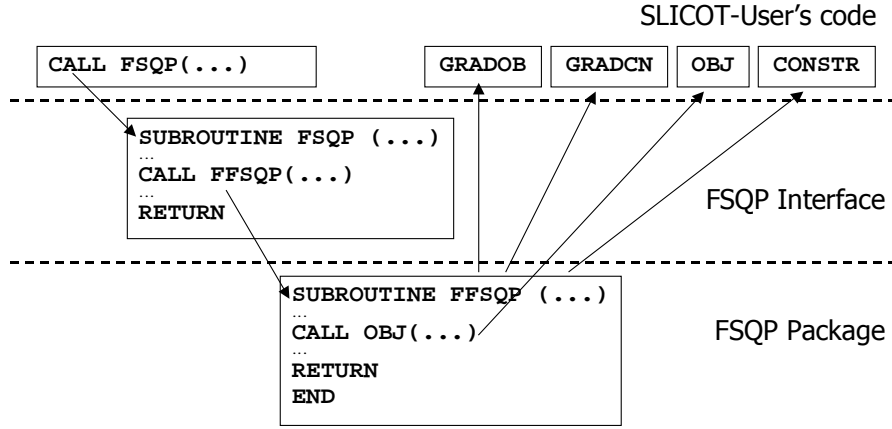 SLICOT-User's code
CALL FSQP(...)
GRADOB
GRADCN
OBJ
CONSTR
SUBROUTINE FSQP (...)
...
CALL FFSQP(...)
...
RETURN
FSQP Interface
SUBROUTINE FFSQP (...)
...
CALL OBJ(...)
...
RETURN
END
FSQP Package